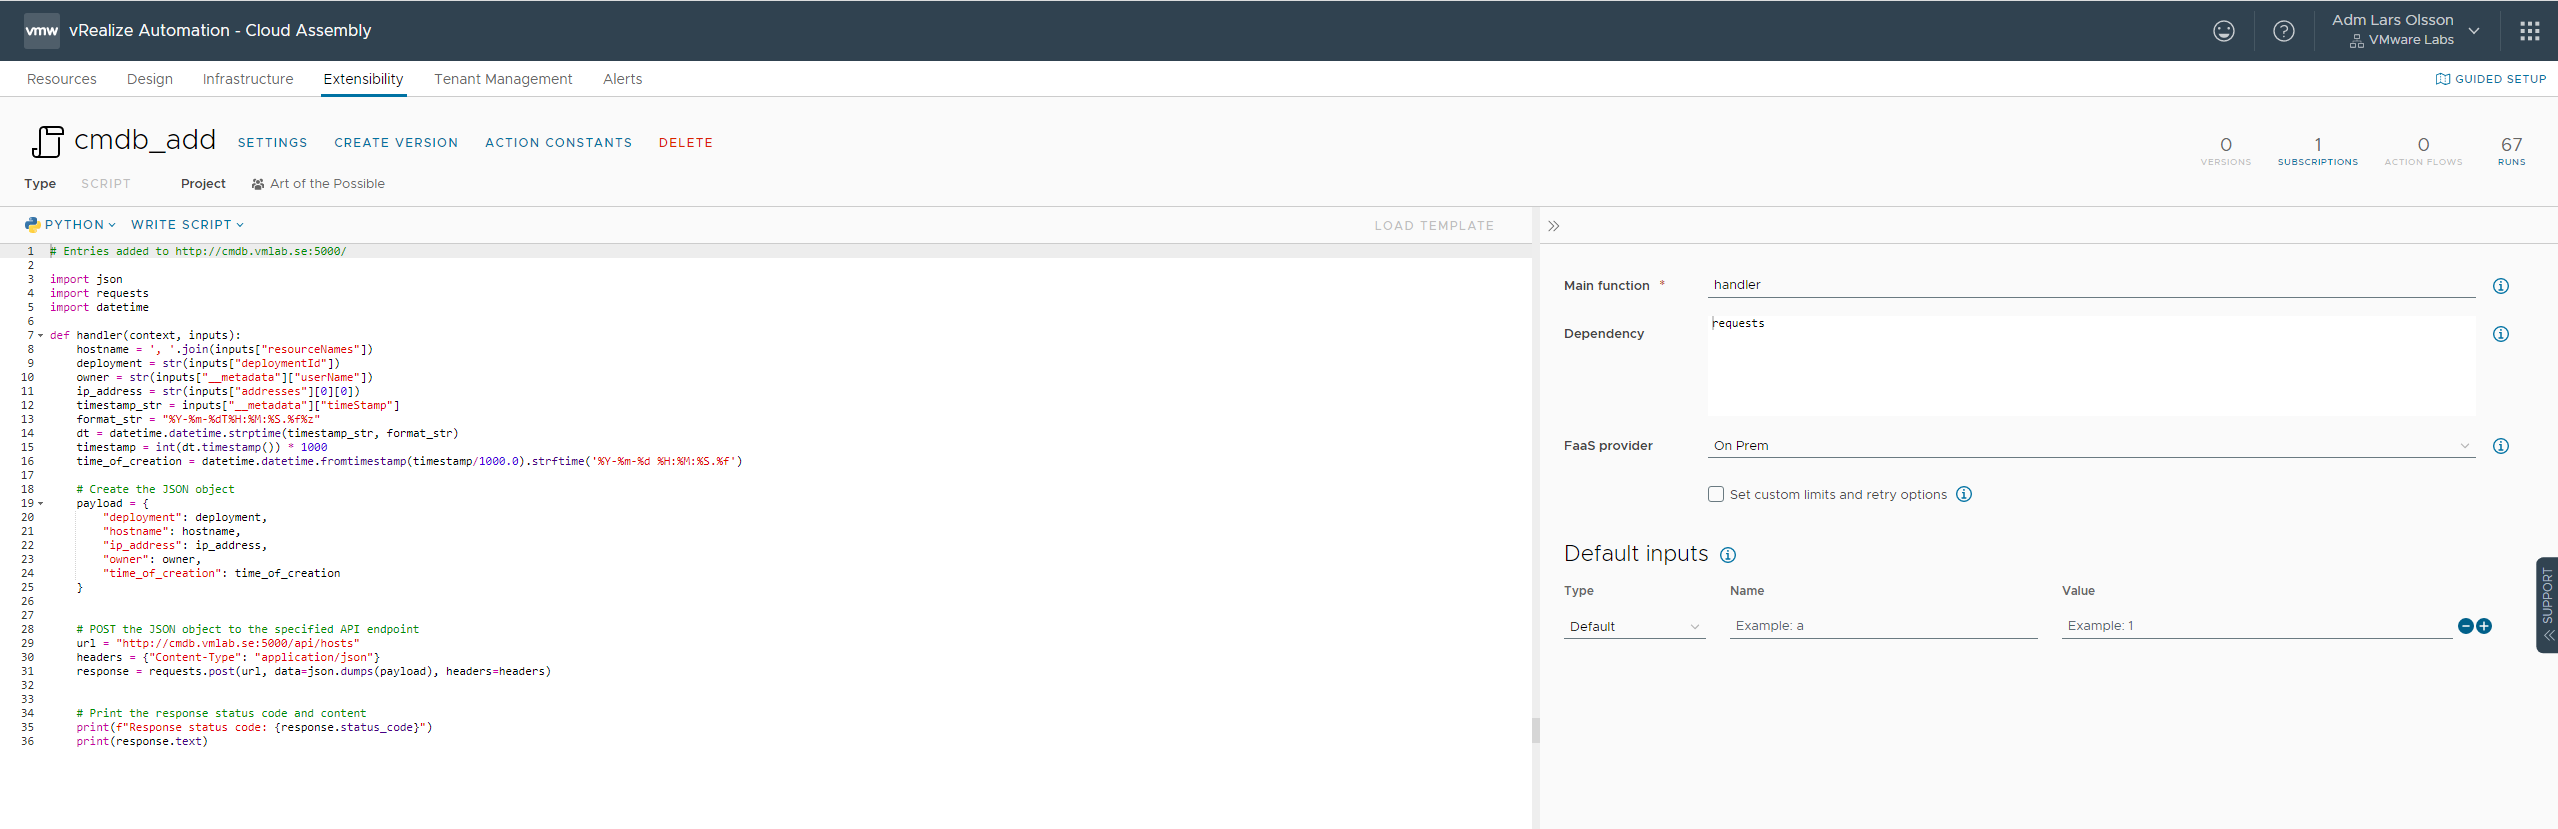 vmw vRealize Automation - Cloud Assembly
Adm Lars Olsson
VMware Labs
Resources Design Infrastructure Extensibility Tenant Management Alerts GUIDED SETUP
cmdb_add SETTINGS CREATE VERSION ACTION CONSTANTS DELETE
0 1 0 67
VERSIONS SUBSCRIPTIONS ACTION FLOWS RUNS
Type SCRIPT Project Art of the Possible
PYTHON WRITE SCRIPT LOAD TEMPLATE
1 # Entries added to http://cmdb.vmlab.se:5000/
2
3 import json
4 import requests
5 import datetime
6
7 def handler(context, inputs):
8 hostname = ', '.join(inputs["resourceNames"])
9 deployment = str(inputs["deploymentId"])
10 owner = str(inputs["__metadata"]["userName"])
11 ip_address = str(inputs["addresses"][0][0])
12 timestamp_str = inputs["__metadata"]["timeStamp"]
13 format_str = "%Y-%m-%dT%H:%M:%S.%f%z"
14 dt = datetime.datetime.strptime(timestamp_str, format_str)
15 timestamp = int(dt.timestamp()) * 1000
16 time_of_creation = datetime.datetime.fromtimestamp(timestamp/1000.0).strftime('%Y-%m-%d %H:%M:%S.%f')
17
18 # Create the JSON object
19 payload = {
20 "deployment": deployment,
21 "hostname": hostname,
22 "ip_address": ip_address,
23 "owner": owner,
24 "time_of_creation": time_of_creation
25 }
26
27
28 # POST the JSON object to the specified API endpoint
29 url = "http://cmdb.vmlab.se:5000/api/hosts"
30 headers = {"Content-Type": "application/json"}
31 response = requests.post(url, data=json.dumps(payload), headers=headers)
32
33
34 # Print the response status code and content
35 print(f"Response status code: {response.status_code}")
36 print(response.text)
Main function * handler
Dependency requests
FaaS provider On Prem
Set custom limits and retry options
Default inputs
Type Name Value
Default Example: a Example: 1
SUPPORT